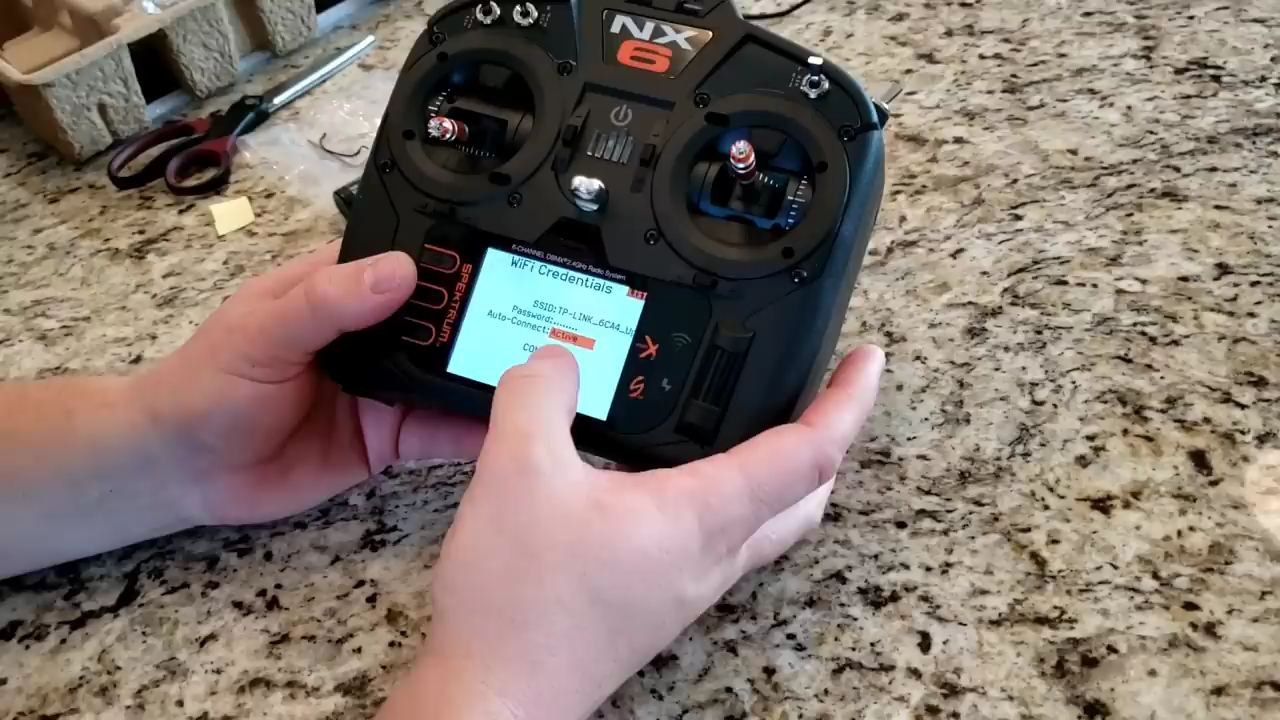 NX
6
SPEKTRUM
6-CHANNEL DSMX® 2.4GHz Radio System
WiFi Credentials
LIST
SSID:TP-LINK_6CA4_
Password:........
Auto-Connect:Active